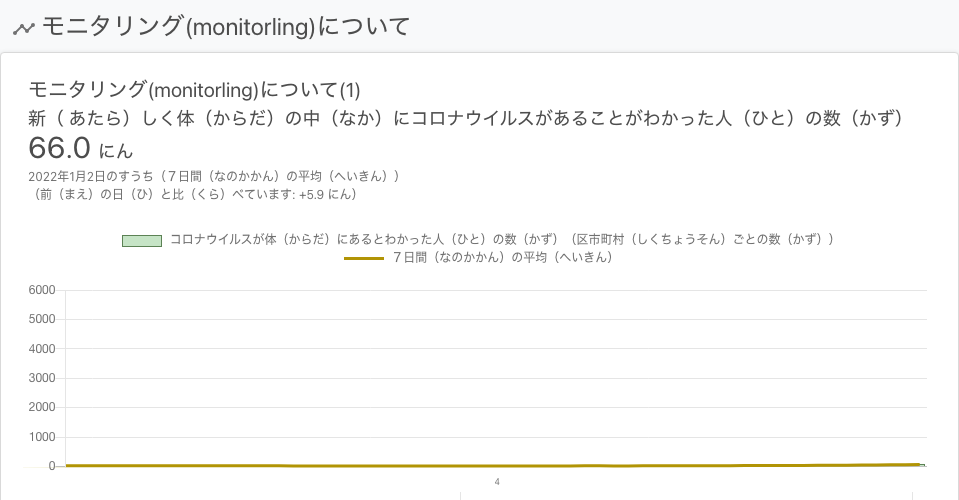 モニタリング(monitorling)について
モニタリング(monitorling)について(1)
新（ あたら）しく体（からだ）の中（なか）にコロナウイルスがあることがわかった人（ひと）の数（かず）
66.0 にん
2022年1月2日のすうち（７日間（なのかかん）の平均（へいきん））
（前（まえ）の日（ひ）と比（くら）べています: +5.9 にん）
コロナウイルスが体（からだ）にあるとわかった人（ひと）の数（かず）（区市町村（しくちょうそん）ごとの数（かず））
７日間（なのかかん）の平均（へいきん）
6000
5000
4000
3000
2000
1000
0
4